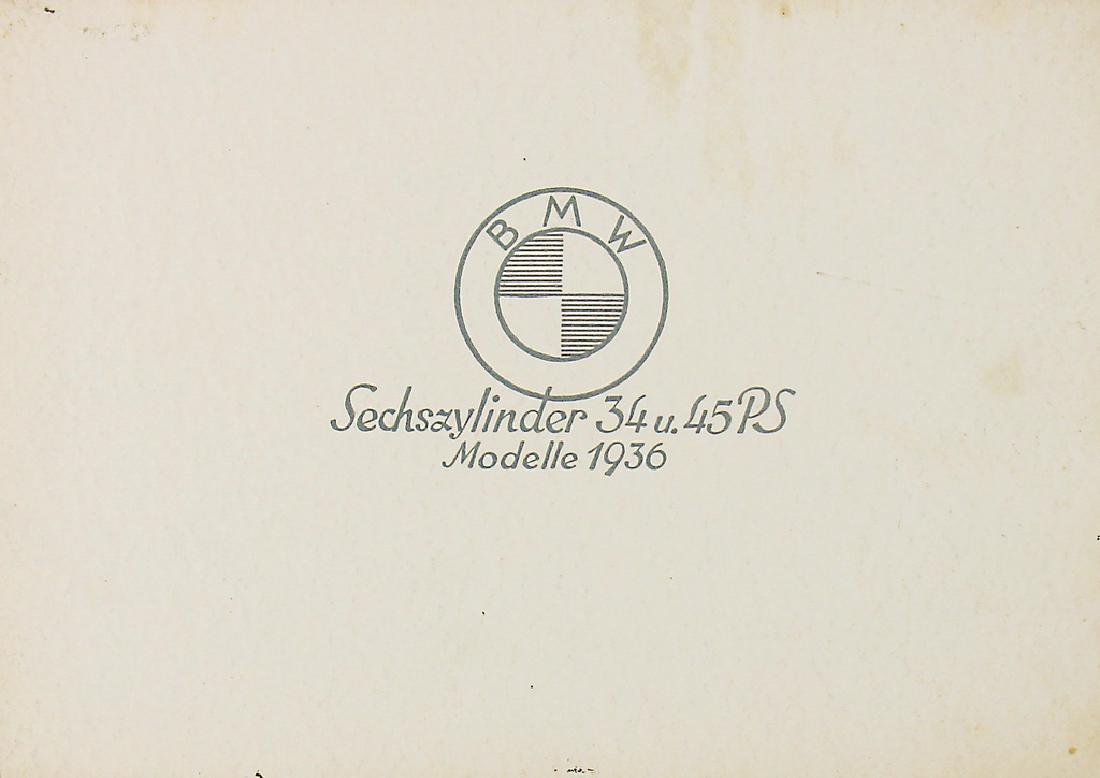 BMW
Sechszylinder 34 u. 45 PS
Modelle 1936